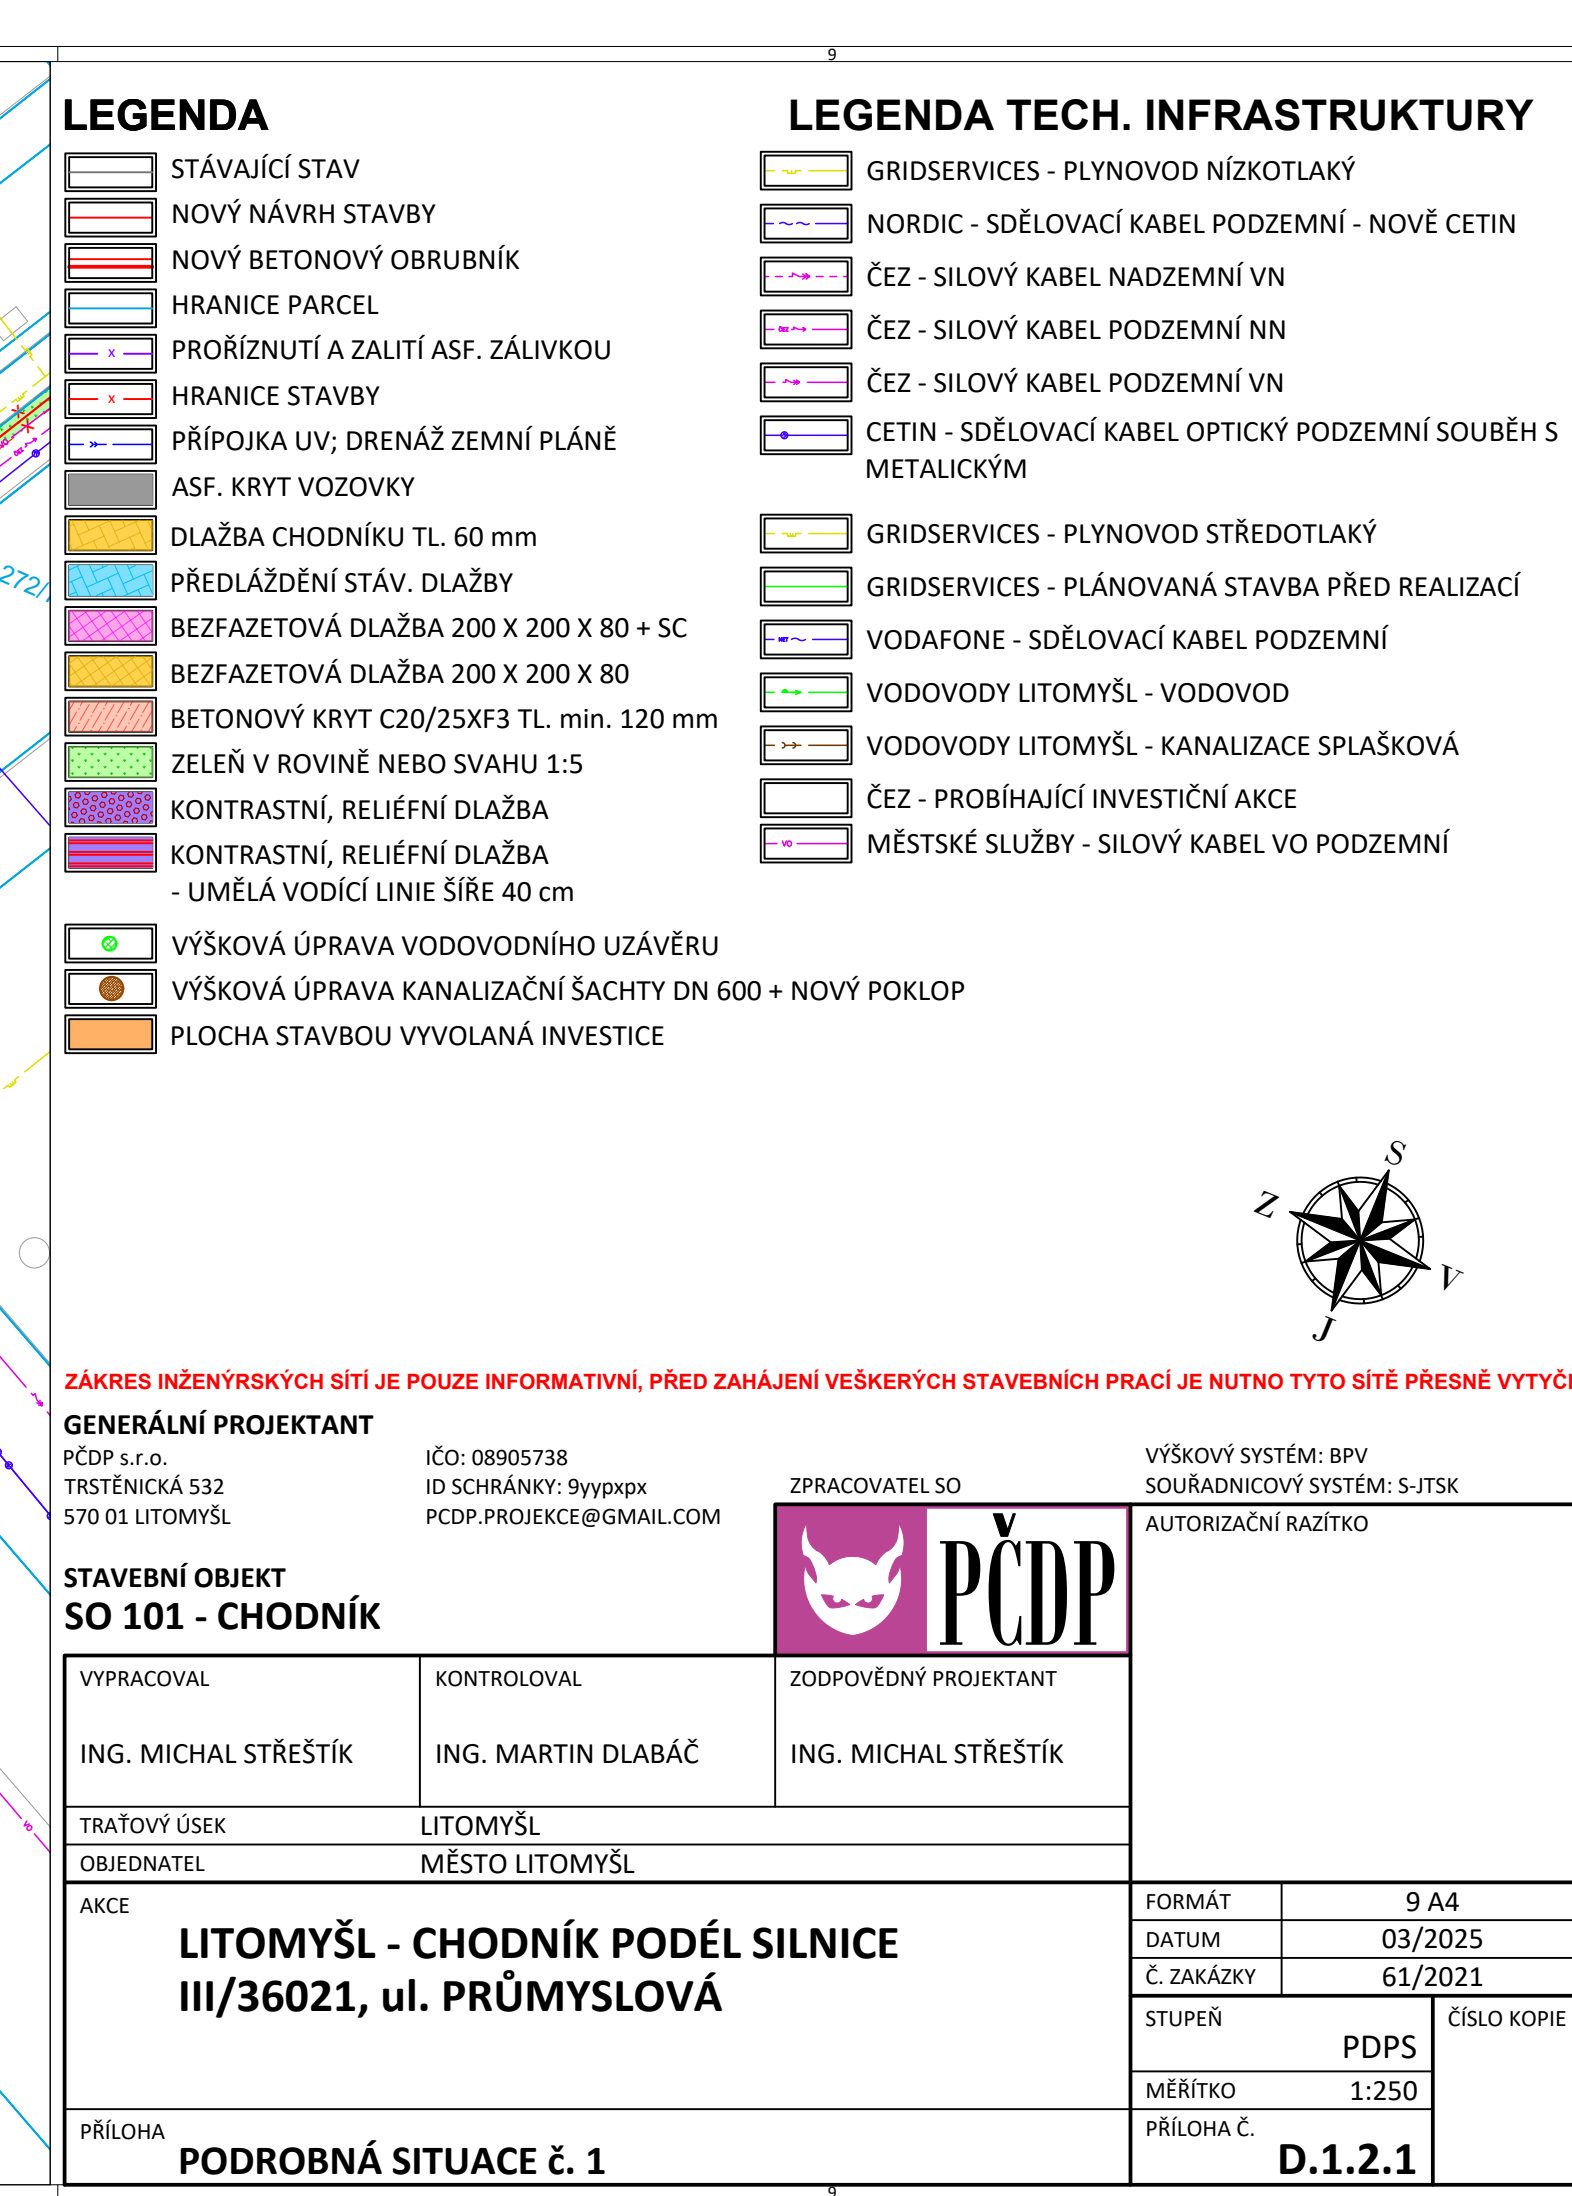 9
LEGENDA
STÁVAJÍCÍ STAV
NOVÝ NÁVRH STAVBY
NOVÝ BETONOVÝ OBRUBNÍK
HRANICE PARCEL
X PROŘÍZNUTÍ A ZALITÍ ASF. ZÁLIVKOU
X HRANICE STAVBY
PŘÍPOJKA UV; DRENÁŽ ZEMNÍ PLÁNĚ
ASF. KRYT VOZOVKY
DLAŽBA CHODNÍKU TL. 60 mm
PŘEDLÁŽDĚNÍ STÁV. DLAŽBY
BEZFAZETOVÁ DLAŽBA 200 X 200 X 80 + SC
BEZFAZETOVÁ DLAŽBA 200 X 200 X 80
BETONOVÝ KRYT C20/25XF3 TL. min. 120 mm
ZELEŇ V ROVINĚ NEBO SVAHU 1:5
KONTRASTNÍ, RELIÉFNÍ DLAŽBA
KONTRASTNÍ, RELIÉFNÍ DLAŽBA
- UMĚLÁ VODÍCÍ LINIE ŠÍŘE 40 cm
VÝŠKOVÁ ÚPRAVA VODOVODNÍHO UZÁVĚRU
VÝŠKOVÁ ÚPRAVA KANALIZAČNÍ ŠACHTY DN 600 + NOVÝ POKLOP
PLOCHA STAVBOU VYVOLANÁ INVESTICE
LEGENDA TECH. INFRASTRUKTURY
GRIDSERVICES - PLYNOVOD NÍZKOTLAKÝ
NORDIC - SDĚLOVACÍ KABEL PODZEMNÍ - NOVĚ CETIN
ČEZ - SILOVÝ KABEL NADZEMNÍ VN
ČEZ ČEZ - SILOVÝ KABEL PODZEMNÍ NN
ČEZ - SILOVÝ KABEL PODZEMNÍ VN
CETIN - SDĚLOVACÍ KABEL OPTICKÝ PODZEMNÍ SOUBĚH S
METALICKÝM
GRIDSERVICES - PLYNOVOD STŘEDOTLAKÝ
GRIDSERVICES - PLÁNOVANÁ STAVBA PŘED REALIZACÍ
VODAFONE - SDĚLOVACÍ KABEL PODZEMNÍ
VODOVODY LITOMYŠL - VODOVOD
VODOVODY LITOMYŠL - KANALIZACE SPLAŠKOVÁ
ČEZ - PROBÍHAJÍCÍ INVESTIČNÍ AKCE
VO MĚSTSKÉ SLUŽBY - SILOVÝ KABEL VO PODZEMNÍ
272/
S
Z
V
J
VO
ZÁKRES INŽENÝRSKÝCH SÍTÍ JE POUZE INFORMATIVNÍ, PŘED ZAHÁJENÍ VEŠKERÝCH STAVEBNÍCH PRACÍ JE NUTNO TYTO SÍTĚ PŘESNĚ VYTYČ
GENERÁLNÍ PROJEKTANT
PČDP s.r.o.
TRSTĚNICKÁ 532
570 01 LITOMYŠL
IČO: 08905738
ID SCHRÁNKY: 9yypxpx
PCDP.PROJEKCE@GMAIL.COM
ZPRACOVATEL SO
PČDP
VÝŠKOVÝ SYSTÉM: BPV
SOUŘADNICOVÝ SYSTÉM: S-JTSK
AUTORIZAČNÍ RAZÍTKO
STAVEBNÍ OBJEKT
SO 101 - CHODNÍK
VYPRACOVAL
ING. MICHAL STŘEŠTÍK
KONTROLOVAL
ING. MARTIN DLABÁČ
ZODPOVĚDNÝ PROJEKTANT
ING. MICHAL STŘEŠTÍK
TRAŤOVÝ ÚSEK LITOMYŠL
OBJEDNATEL MĚSTO LITOMYŠL
AKCE
LITOMYŠL - CHODNÍK PODÉL SILNICE
III/36021, ul. PRŮMYSLOVÁ
FORMÁT 9 A4
DATUM 03/2025
Č. ZAKÁZKY 61/2021
STUPEŇ
PDPS
ČÍSLO KOPIE
MĚŘÍTKO 1:250
PŘÍLOHA
PODROBNÁ SITUACE č. 1
PŘÍLOHA Č.
D.1.2.1
9